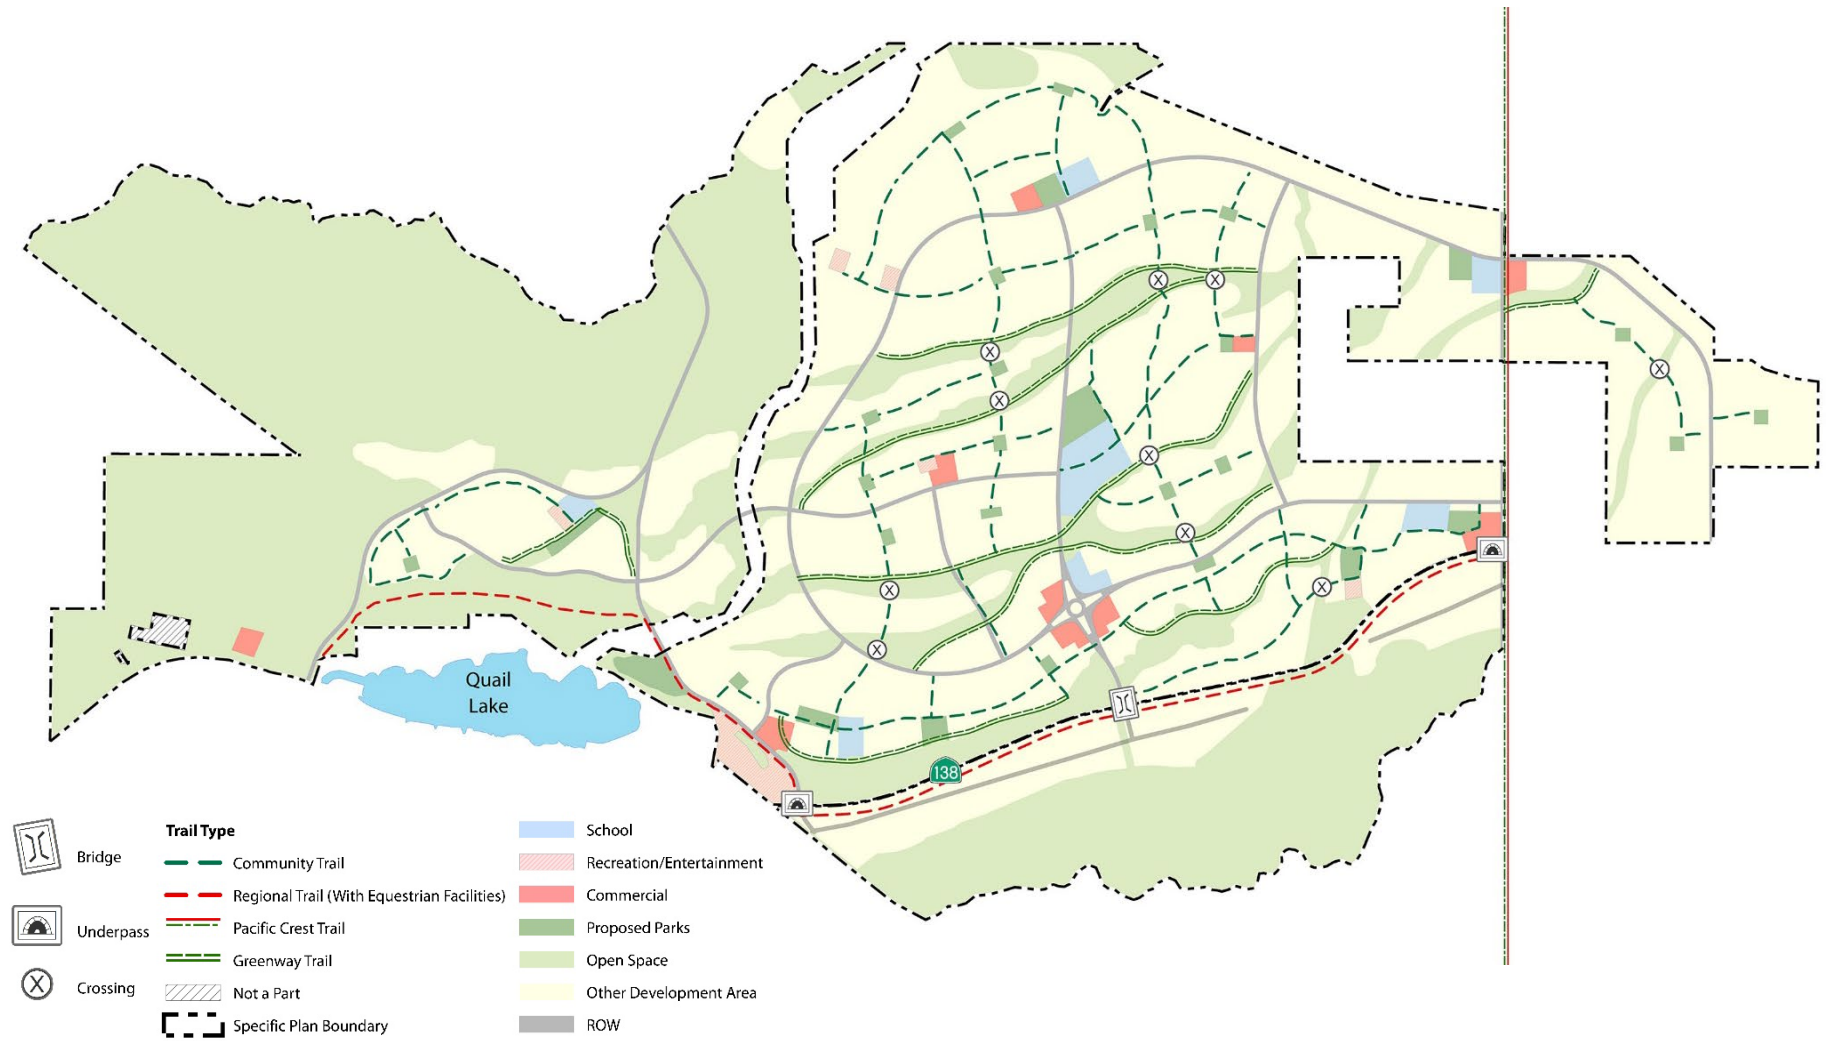 Quail
Lake
138
Bridge
Underpass
Crossing
Trail Type
Community Trail
Regional Trail (With Equestrian Facilities)
Pacific Crest Trail
Greenway Trail
Not a Part
Specific Plan Boundary
School
Recreation/Entertainment
Commercial
Proposed Parks
Open Space
Other Development Area
ROW